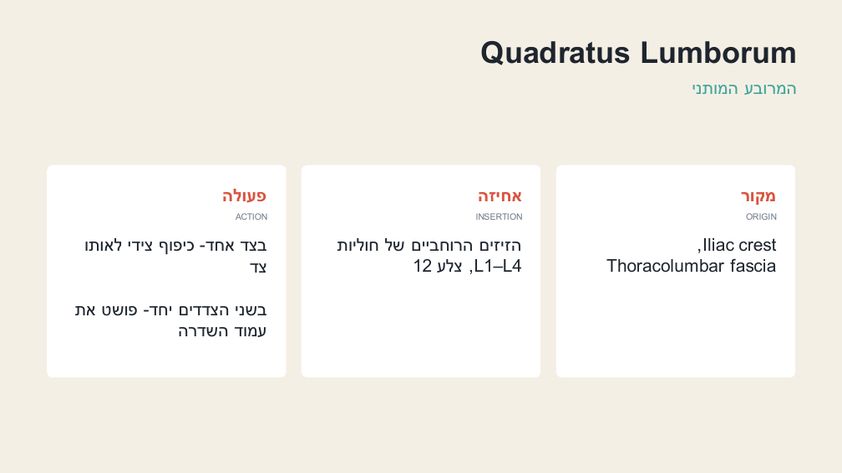 Quadratus Lumborum
המרובע המותני
מקור
ORIGIN
Iliac crest,
Thoracolumbar fascia
אחיזה
INSERTION
הזיזים הרוחביים של חוליות
L1–L4, צלע 12
פעולה
ACTION
בצד אחד- כיפוף צידי לאותו
צד
בשני הצדדים יחד- פושט את
עמוד השדרה